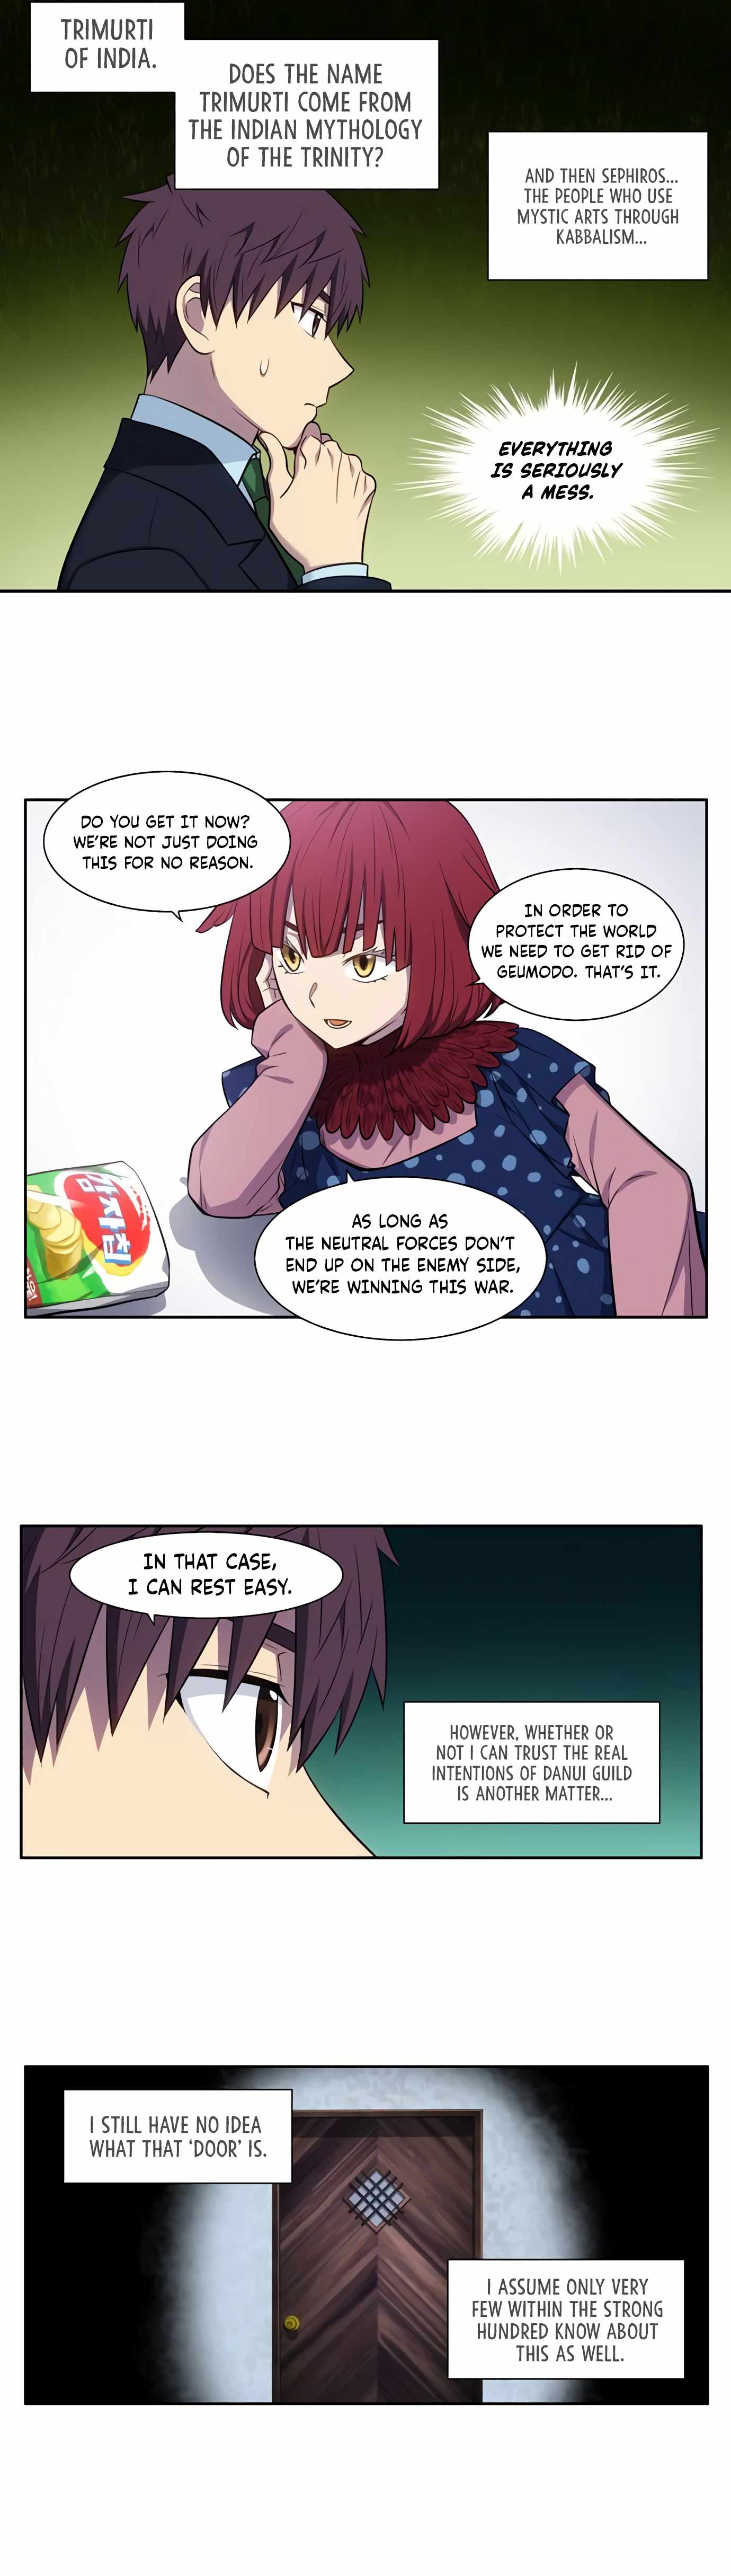 TRIMURTI
OF INDIA.
DOES THE NAME
TRIMURTI COME FROM
THE INDIAN MYTHOLOGY
OF THE TRINITY?
AND THEN SEPHIROS...
THE PEOPLE WHO USE
MYSTIC ARTS THROUGH
KABBALISM...
EVERYTHING
IS SERIOUSLY
A MESS.
DO YOU GET IT NOW?
WE'RE NOT JUST DOING
THIS FOR NO REASON.
IN ORDER TO
PROTECT THE WORLD
WE NEED TO GET RID OF
GEUMODO. THAT'S IT.
AS LONG AS
THE NEUTRAL FORCES DON'T
END UP ON THE ENEMY SIDE,
WE'RE WINNING THIS WAR.
IN THAT CASE,
I CAN REST EASY.
HOWEVER, WHETHER OR
NOT I CAN TRUST THE REAL
INTENTIONS OF DANUI GUILD
IS ANOTHER MATTER...
I STILL HAVE NO IDEA
WHAT THAT 'DOOR' IS.
I ASSUME ONLY VERY
FEW WITHIN THE STRONG
HUNDRED KNOW ABOUT
THIS AS WELL.